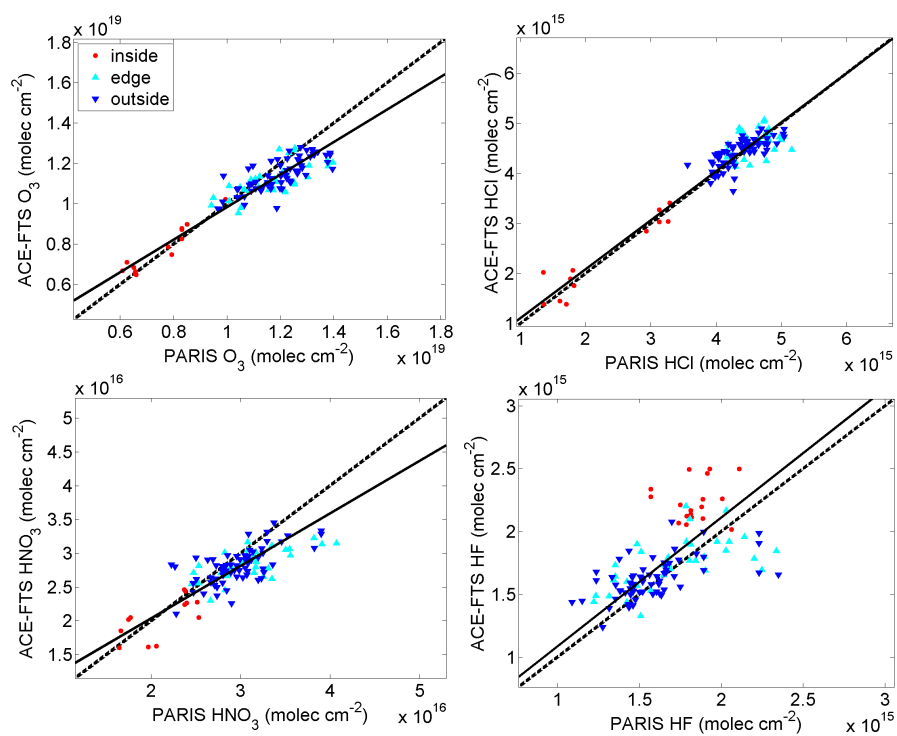 x 10^19
1.8
1.6
1.4
1.2
1
0.8
0.6
ACE-FTS O3 (molec cm^-2)
inside
edge
outside
0.6 0.8 1 1.2 1.4 1.6 1.8
PARIS O3 (molec cm^-2)
x 10^19
x 10^15
6
5
4
3
2
1
ACE-FTS HCl (molec cm^-2)
1 2 3 4 5 6
PARIS HCl (molec cm^-2)
x 10^15
x 10^16
5
4.5
4
3.5
3
2.5
2
1.5
ACE-FTS HNO3 (molec cm^-2)
2 3 4 5
PARIS HNO3 (molec cm^-2)
x 10^16
x 10^15
3
2.5
2
1.5
1
ACE-FTS HF (molec cm^-2)
1 1.5 2 2.5 3
PARIS HF (molec cm^-2)
x 10^15